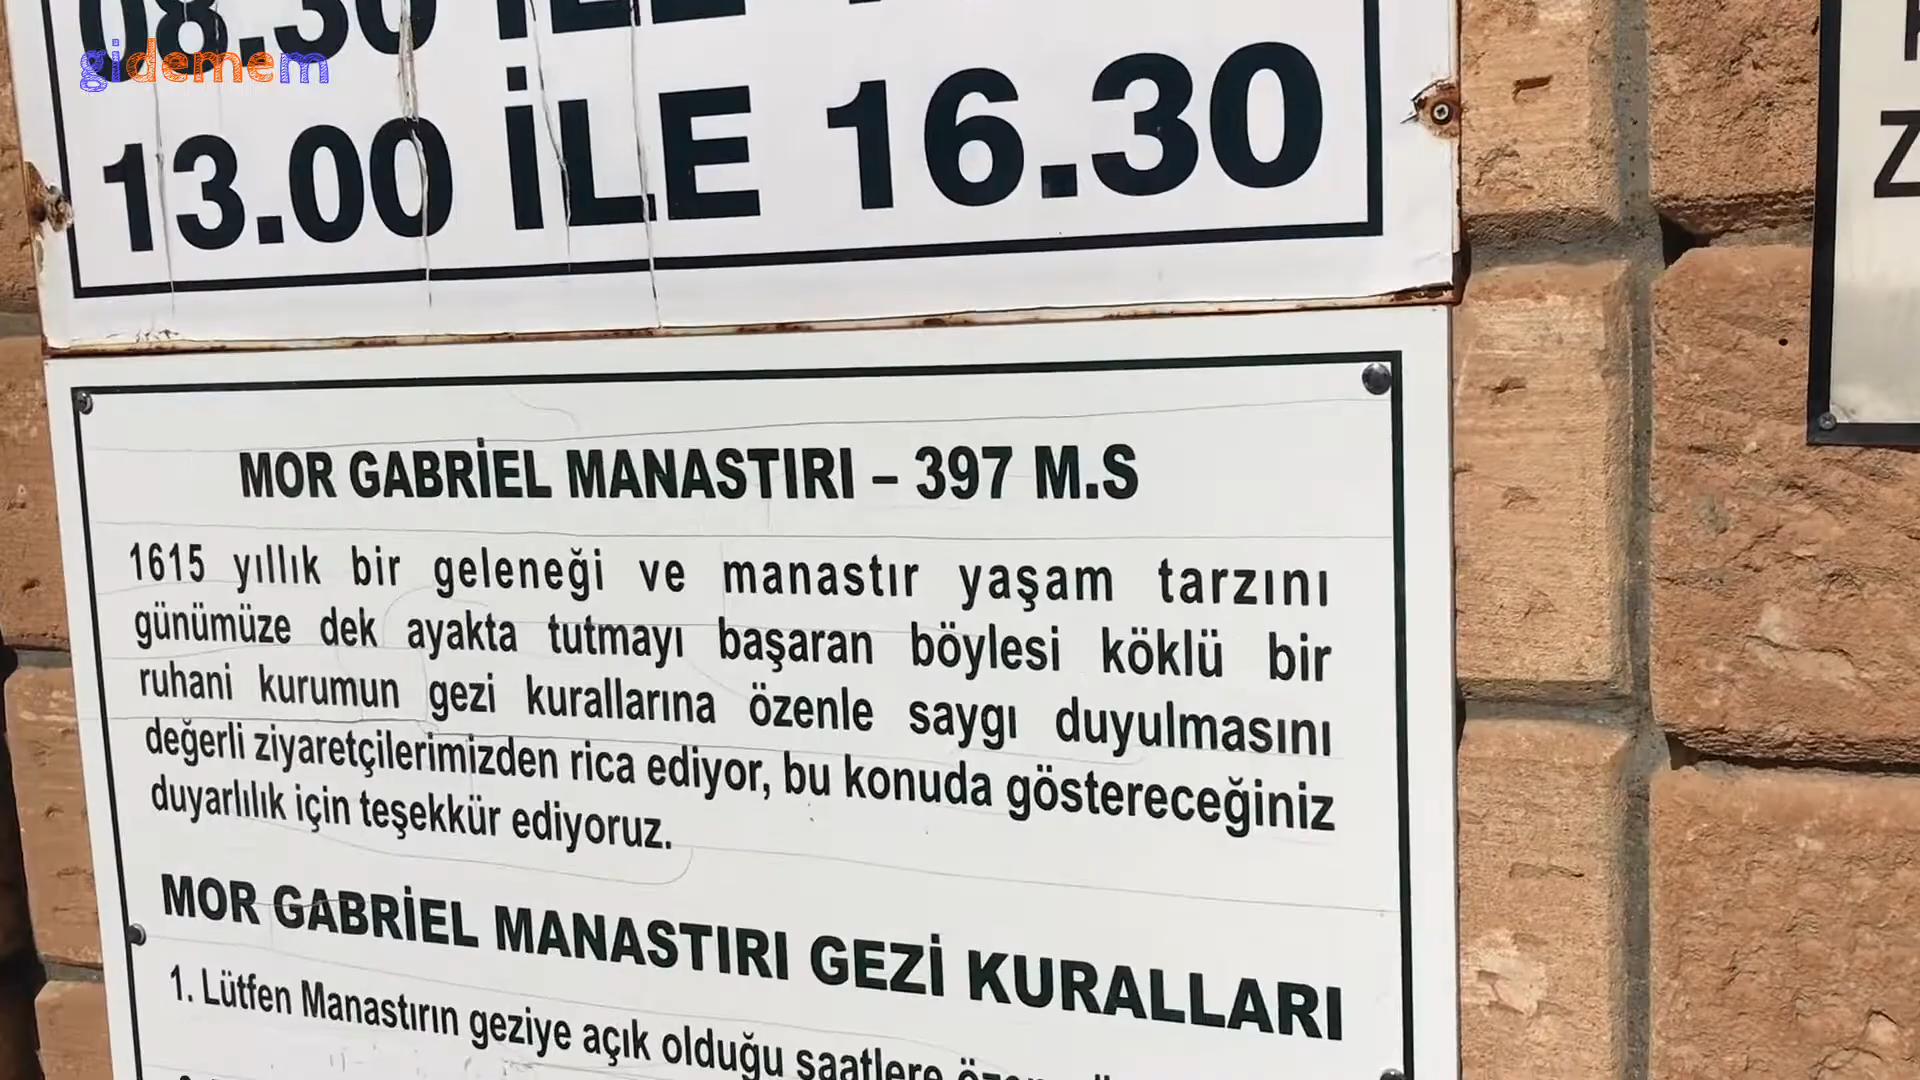 gidemem
08.30 İLE
13.00 İLE 16.30
MOR GABRİEL MANASTIRI – 397 M.S
1615 yıllık bir geleneği ve manastır yaşam tarzını
günümüze dek ayakta tutmayı başaran böylesi köklü bir
ruhani kurumun gezi kurallarına özenle saygı duyulmasını
değerli ziyaretçilerimizden rica ediyor, bu konuda göstereceğiniz
duyarlılık için teşekkür ediyoruz.
MOR GABRİEL MANASTIRI GEZİ KURALLARI
1. Lütfen Manastırın geziye açık olduğu saatlere